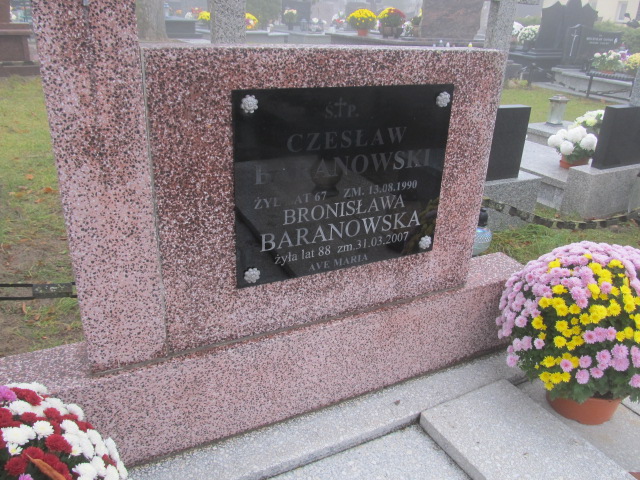 Ś.†P.
CZESŁAW
BARANOWSKI
ŻYŁ LAT 67 ZM. 13.08.1990
BRONISŁAWA
BARANOWSKA
żyła lat 88 zm.31.03.2007
AVE MARIA